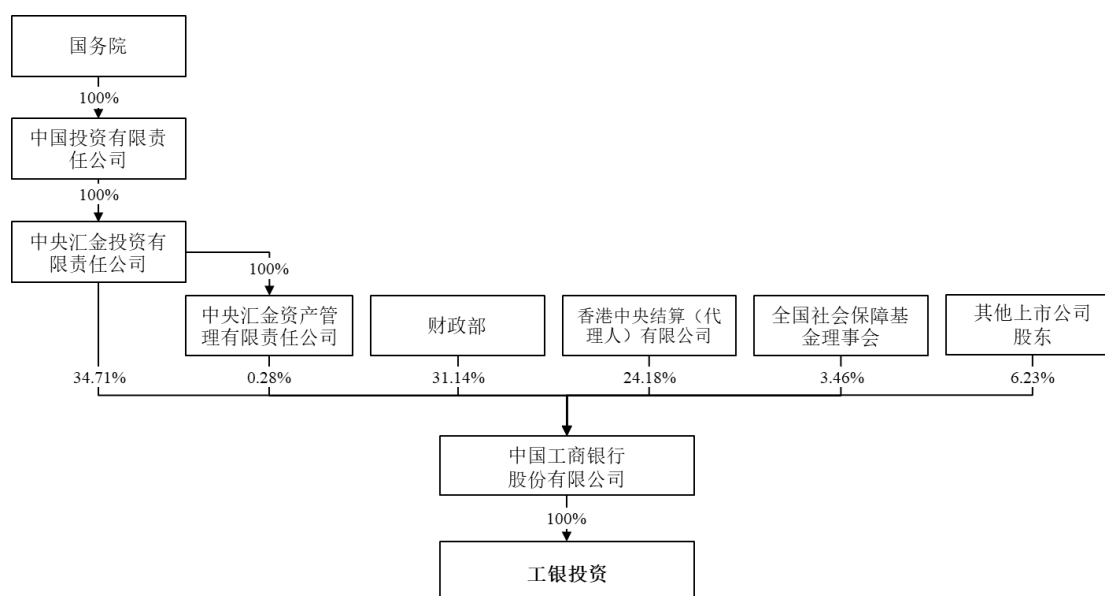 国务院
100%
中国投资有限责
任公司
100%
中央汇金投资有
限责任公司
100%
中央汇金资产管
理有限责任公司
财政部
香港中央结算（代
理人）有限公司
全国社会保障基
金理事会
其他上市公司
股东
34.71%
0.28%
31.14%
24.18%
3.46%
6.23%
中国工商银行
股份有限公司
100%
工银投资